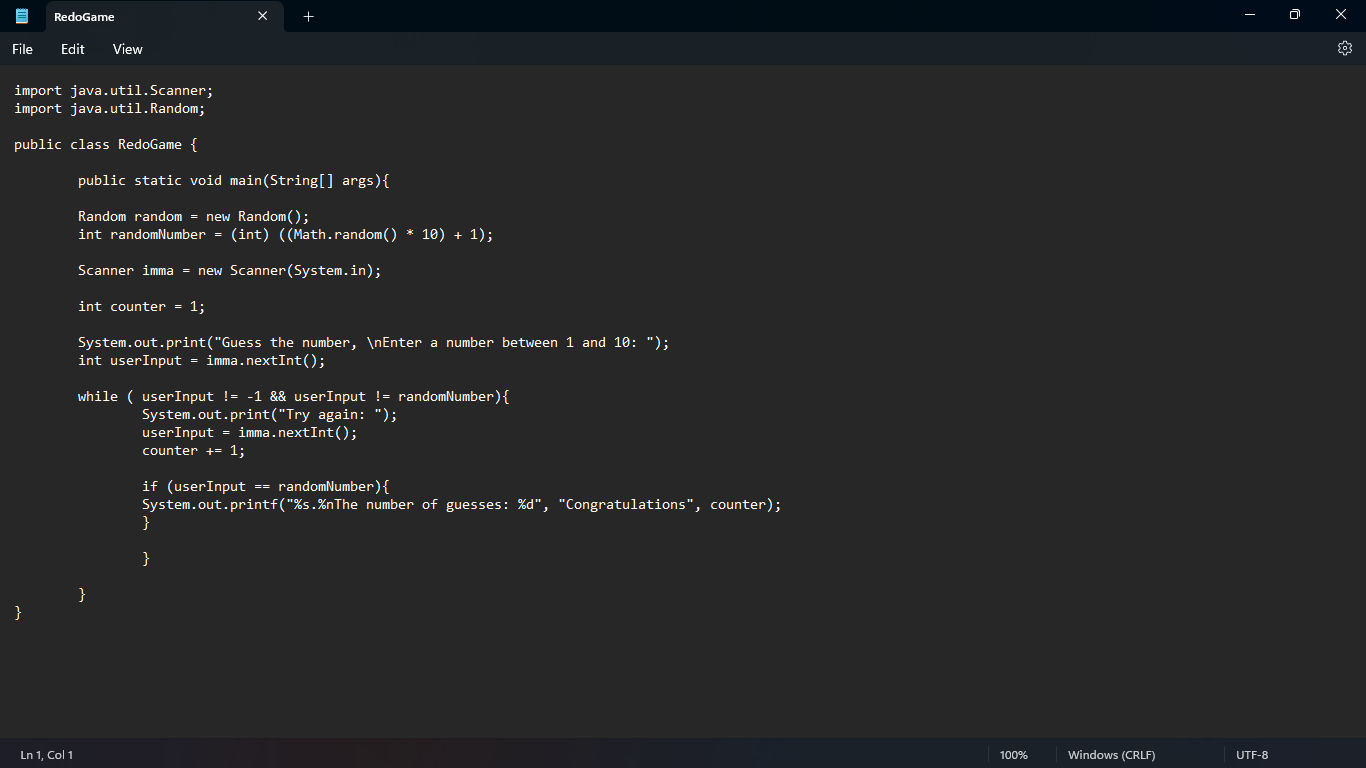 RedoGame
File Edit View
import java.util.Scanner;
import java.util.Random;
public class RedoGame {
public static void main(String[] args){
Random random = new Random();
int randomNumber = (int) ((Math.random() * 10) + 1);
Scanner imma = new Scanner(System.in);
int counter = 1;
System.out.print("Guess the number, \nEnter a number between 1 and 10: ");
int userInput = imma.nextInt();
while ( userInput != -1 && userInput != randomNumber){
System.out.print("Try again: ");
userInput = imma.nextInt();
counter += 1;
if (userInput == randomNumber){
System.out.printf("%s.%nThe number of guesses: %d", "Congratulations", counter);
}
}
}
}
Ln 1, Col 1 100% Windows (CRLF) UTF-8